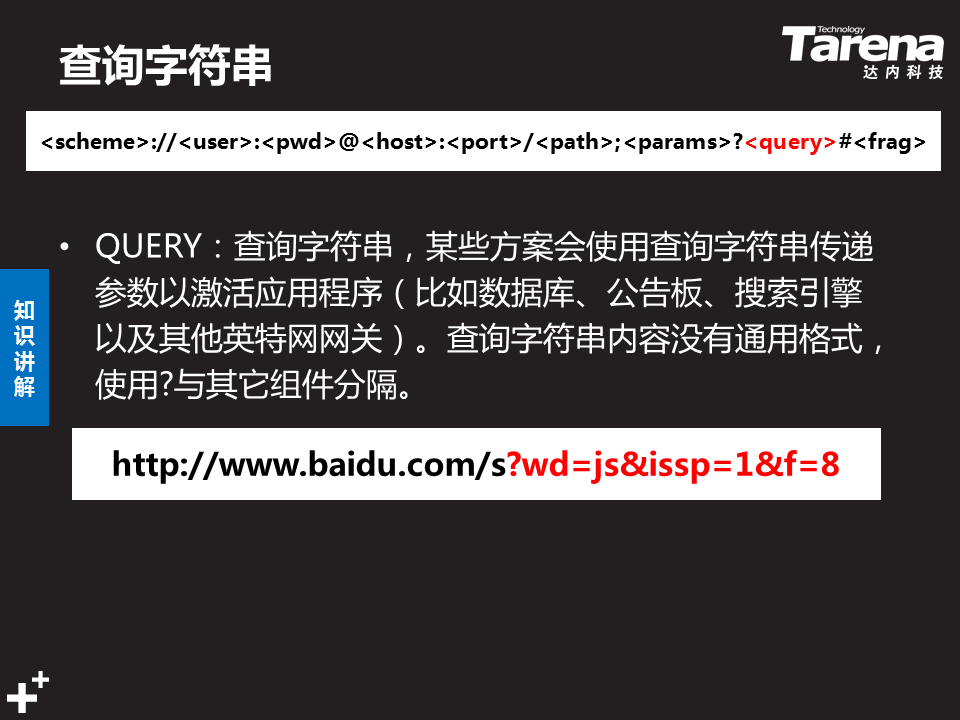 查询字符串
Technology
Tarena
达内科技
<scheme>://<user>:<pwd>@<host>:<port>/<path>;<params>?<query>#<frag>
• QUERY：查询字符串，某些方案会使用查询字符串传递
参数以激活应用程序（比如数据库、公告板、搜索引擎
以及其他英特网网关）。查询字符串内容没有通用格式，
使用?与其它组件分隔。
知
识
讲
解
http://www.baidu.com/s?wd=js&issp=1&f=8